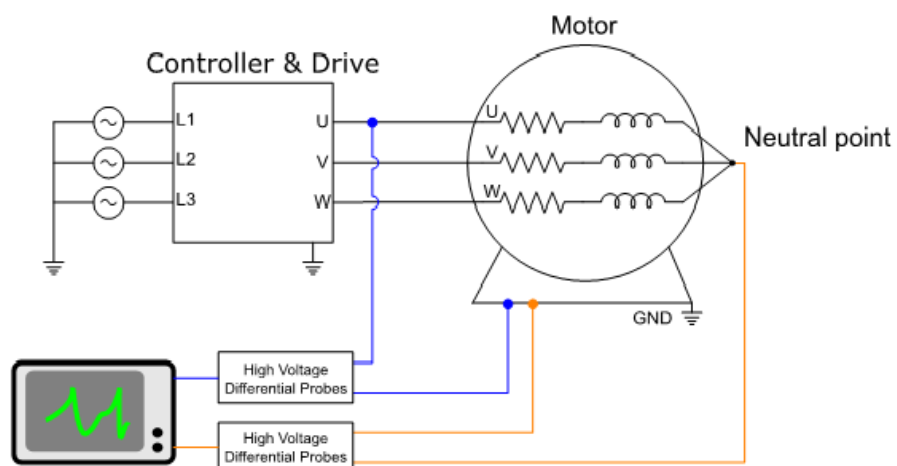 Motor
Controller & Drive
L1
L2
L3
U
V
W
U
V
W
Neutral point
GND
High Voltage
Differential Probes
High Voltage
Differential Probes